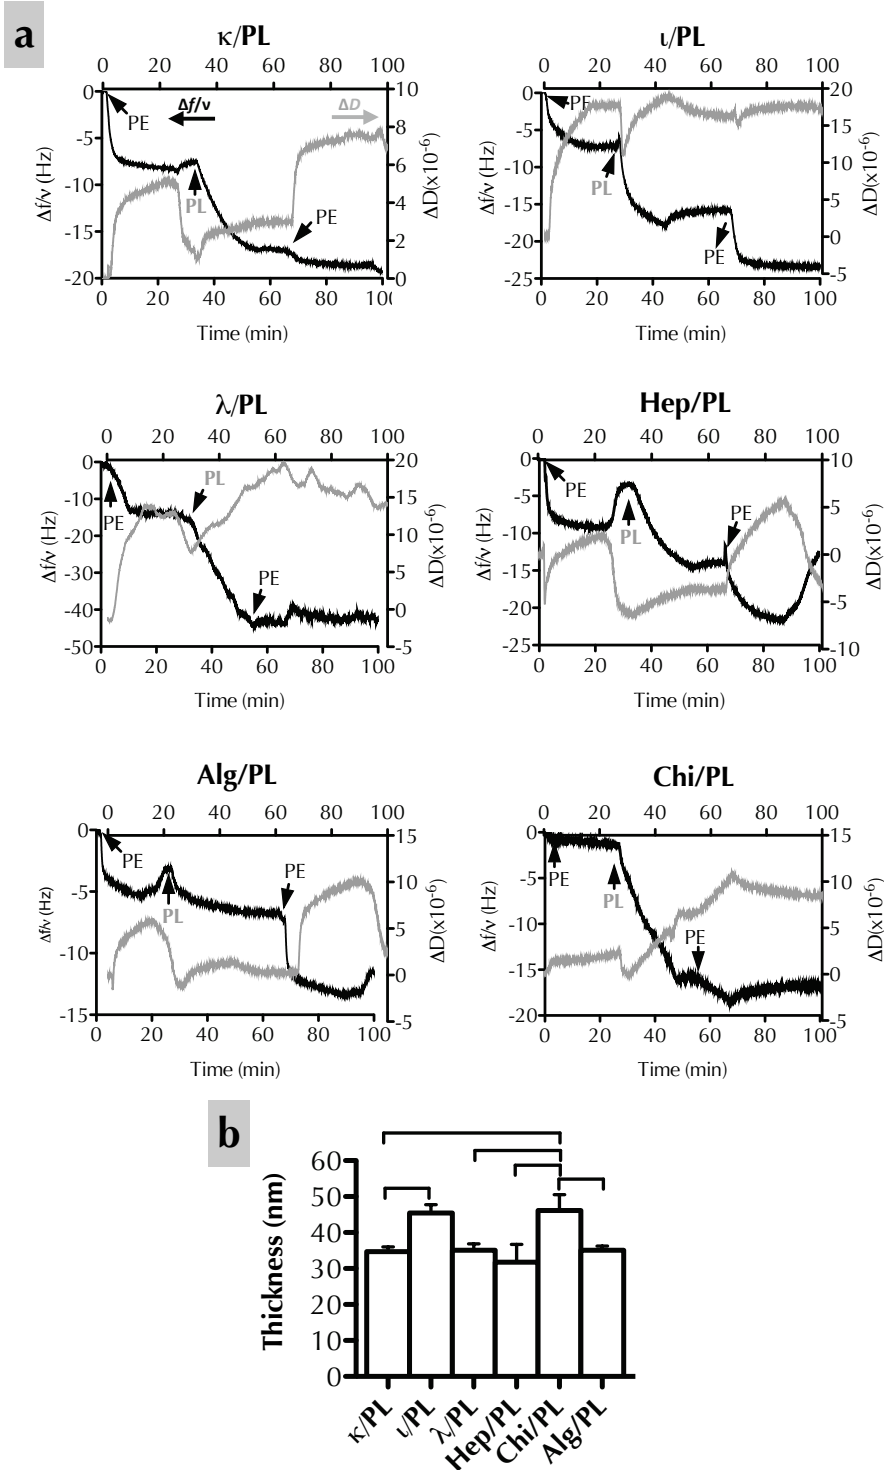 a
κ/PL
0 20 40 60 80 100
0
-5
-10
-15
-20
Δf/ν (Hz)
PE
Δf/ν
ΔD
PL
PE
10
8
6
4
2
0
ΔD(x10-6)
0 20 40 60 80 10
Time (min)
ι/PL
0 20 40 60 80 100
0
-5
-10
-15
-20
-25
Δf/ν (Hz)
PE
PL
PE
20
15
10
5
0
-5
ΔD(x10-6)
0 20 40 60 80 100
Time (min)
λ/PL
0 20 40 60 80 100
0
-10
-20
-30
-40
-50
Δf/ν (Hz)
PE
PL
PE
20
15
10
5
0
-5
ΔD(x10-6)
0 20 40 60 80 100
Time (min)
Hep/PL
0 20 40 60 80 100
0
-5
-10
-15
-20
-25
Δf/ν (Hz)
PE
PL
PE
10
5
0
-5
-10
ΔD(x10-6)
0 20 40 60 80 100
Time (min)
Alg/PL
0 20 40 60 80 100
0
-5
-10
-15
Δf/ν (Hz)
PE
PL
PE
15
10
5
0
-5
ΔD(x10-6)
0 20 40 60 80 100
Time (min)
Chi/PL
0 20 40 60 80 100
0
-5
-10
-15
-20
Δf/ν (Hz)
PE
PL
PE
15
10
5
0
-5
ΔD(x10-6)
0 20 40 60 80 100
Time (min)
b
Thickness (nm)
60
50
40
30
20
10
0
κ/PL
ι/PL
λ/PL
Hep/PL
Chi/PL
Alg/PL